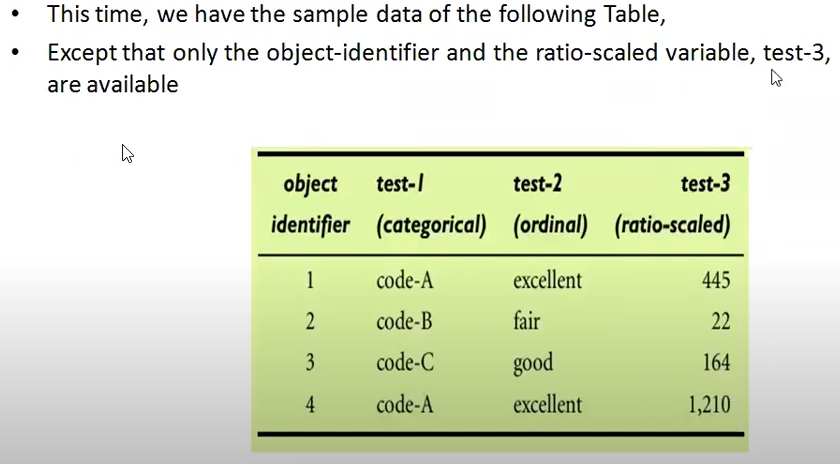 • This time, we have the sample data of the following Table,
• Except that only the object-identifier and the ratio-scaled variable, test-3,
are available
object test-1 test-2 test-3
identifier (categorical) (ordinal) (ratio-scaled)
1 code-A excellent 445
2 code-B fair 22
3 code-C good 164
4 code-A excellent 1,210